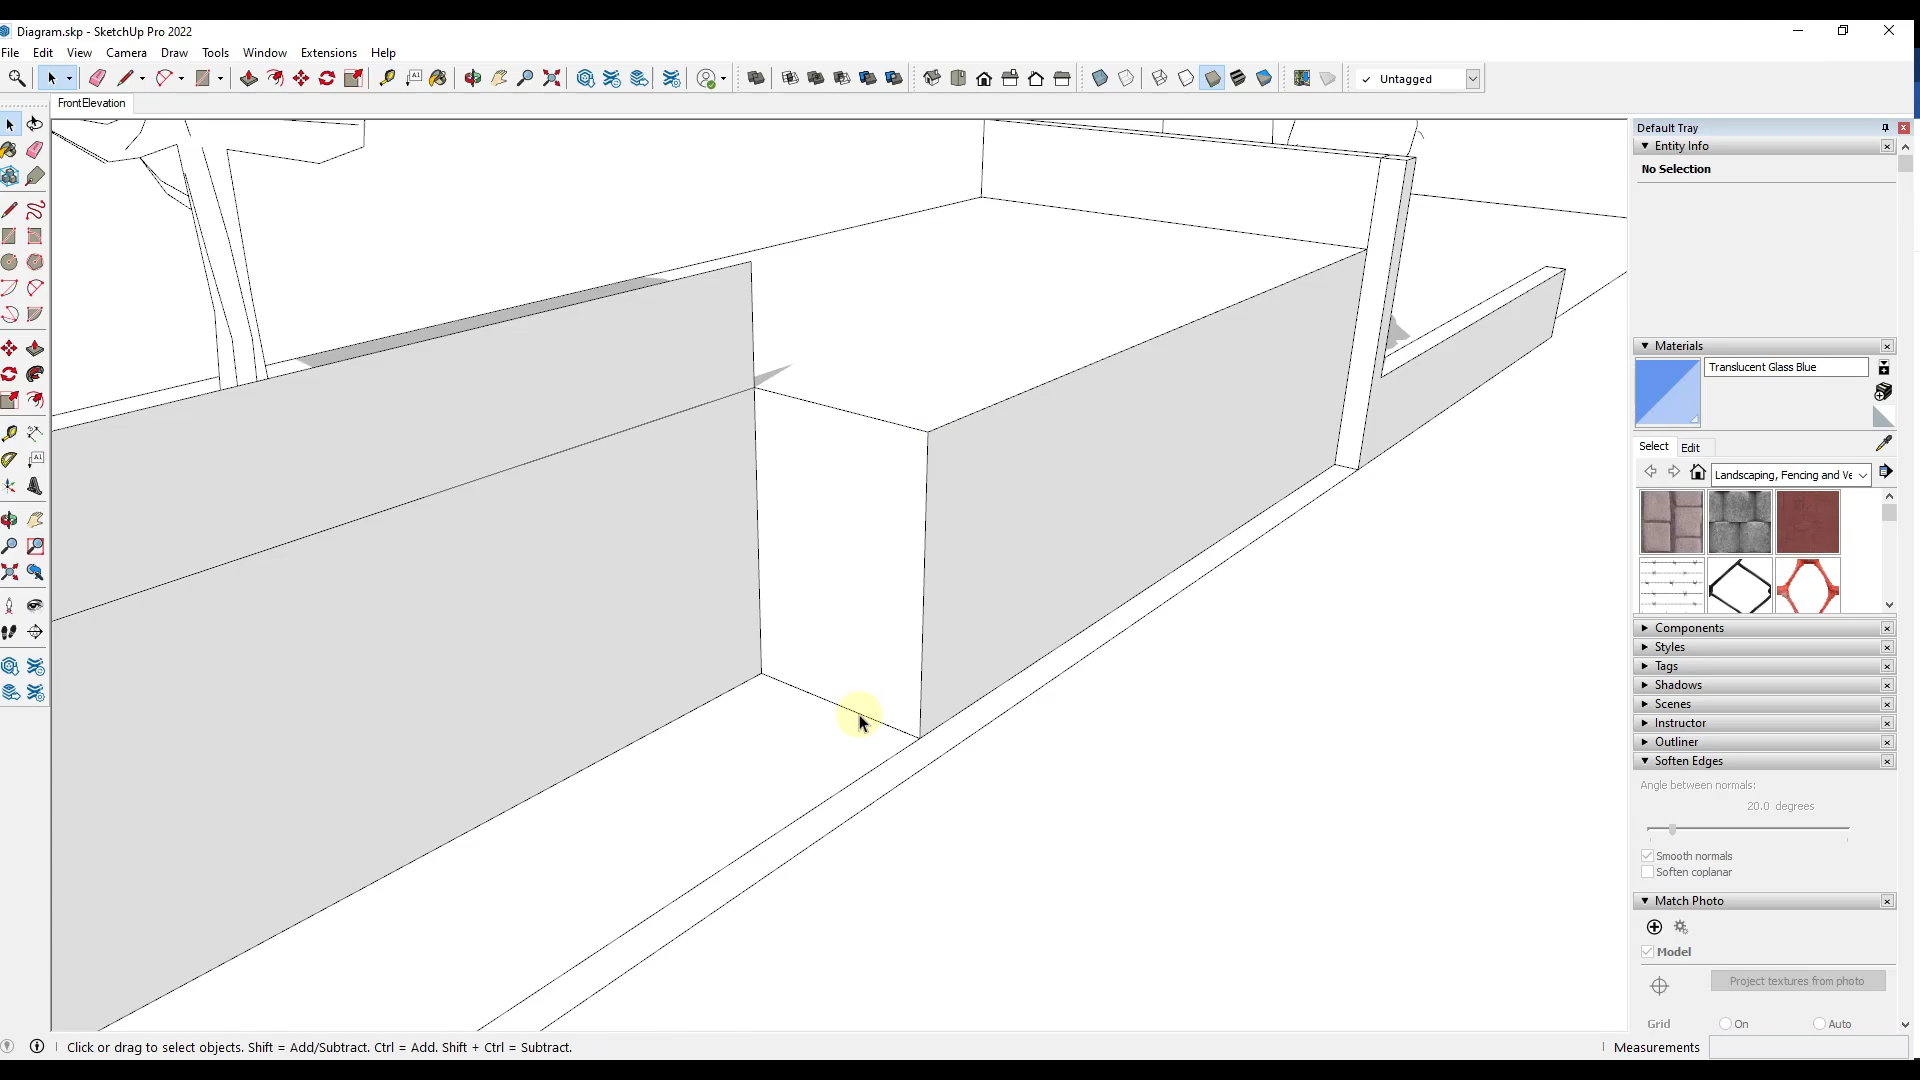 Diagram.skp - SketchUp Pro 2022
File Edit View Camera Draw Tools Window Extensions Help
Untagged
FrontElevation
Default Tray
Entity Info
No Selection
Materials
Translucent Glass Blue
Select Edit
Landscaping, Fencing and Ve
Components
Styles
Tags
Shadows
Scenes
Instructor
Outliner
Soften Edges
Angle between normals:
20.0 degrees
Smooth normals
Soften coplanar
Match Photo
Model
Project textures from photo
Grid On Auto
Click or drag to select objects. Shift = Add/Subtract. Ctrl = Add. Shift + Ctrl = Subtract.
Measurements